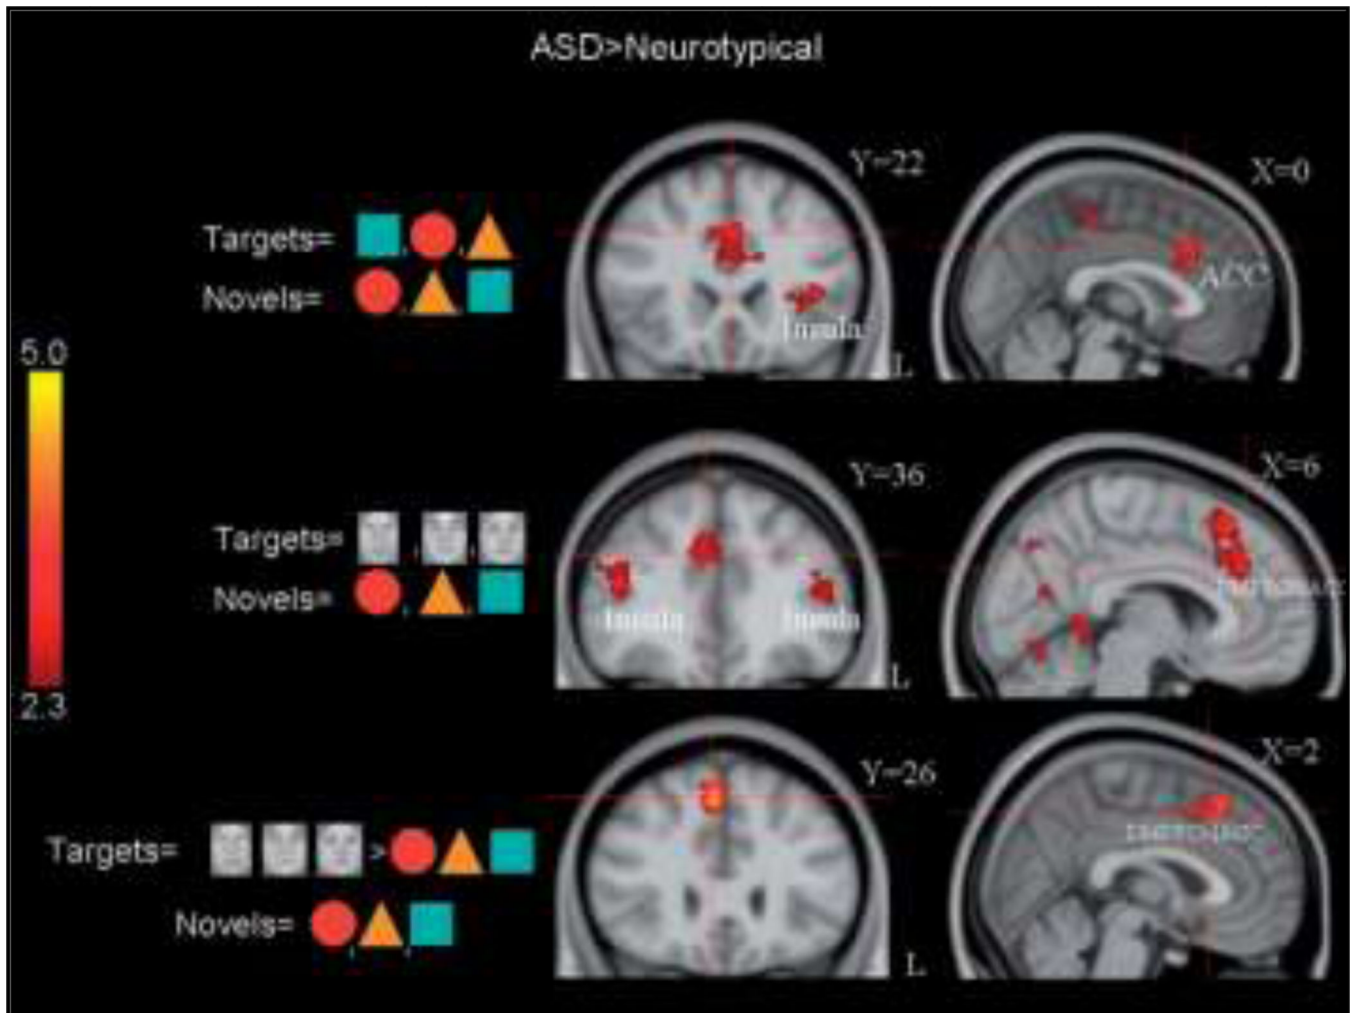 ASD>Neurotypical
Y=22
X=0
Targets=
Novels=
ACC
Insula
L
5.0
2.3
Y=36
X=6
Targets=
Novels=
Insula
Insula
L
Y=26
X=2
Targets= >
Novels=
L